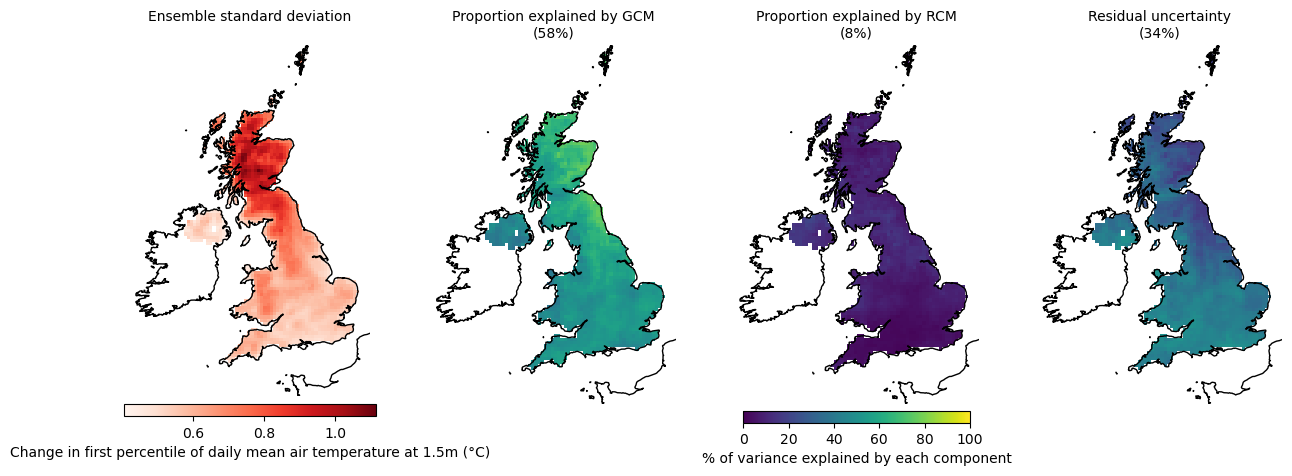 Ensemble standard deviation
Proportion explained by GCM
(58%)
Proportion explained by RCM
(8%)
Residual uncertainty
(34%)
0.6 0.8 1.0
Change in first percentile of daily mean air temperature at 1.5m (°C)
0 20 40 60 80 100
% of variance explained by each component